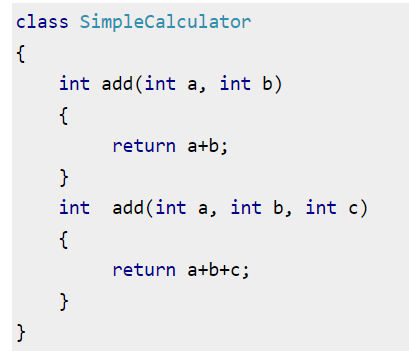 class SimpleCalculator
{
    int add(int a, int b)
    {
         return a+b;
    }
    int  add(int a, int b, int c)
    {
         return a+b+c;
    }
}